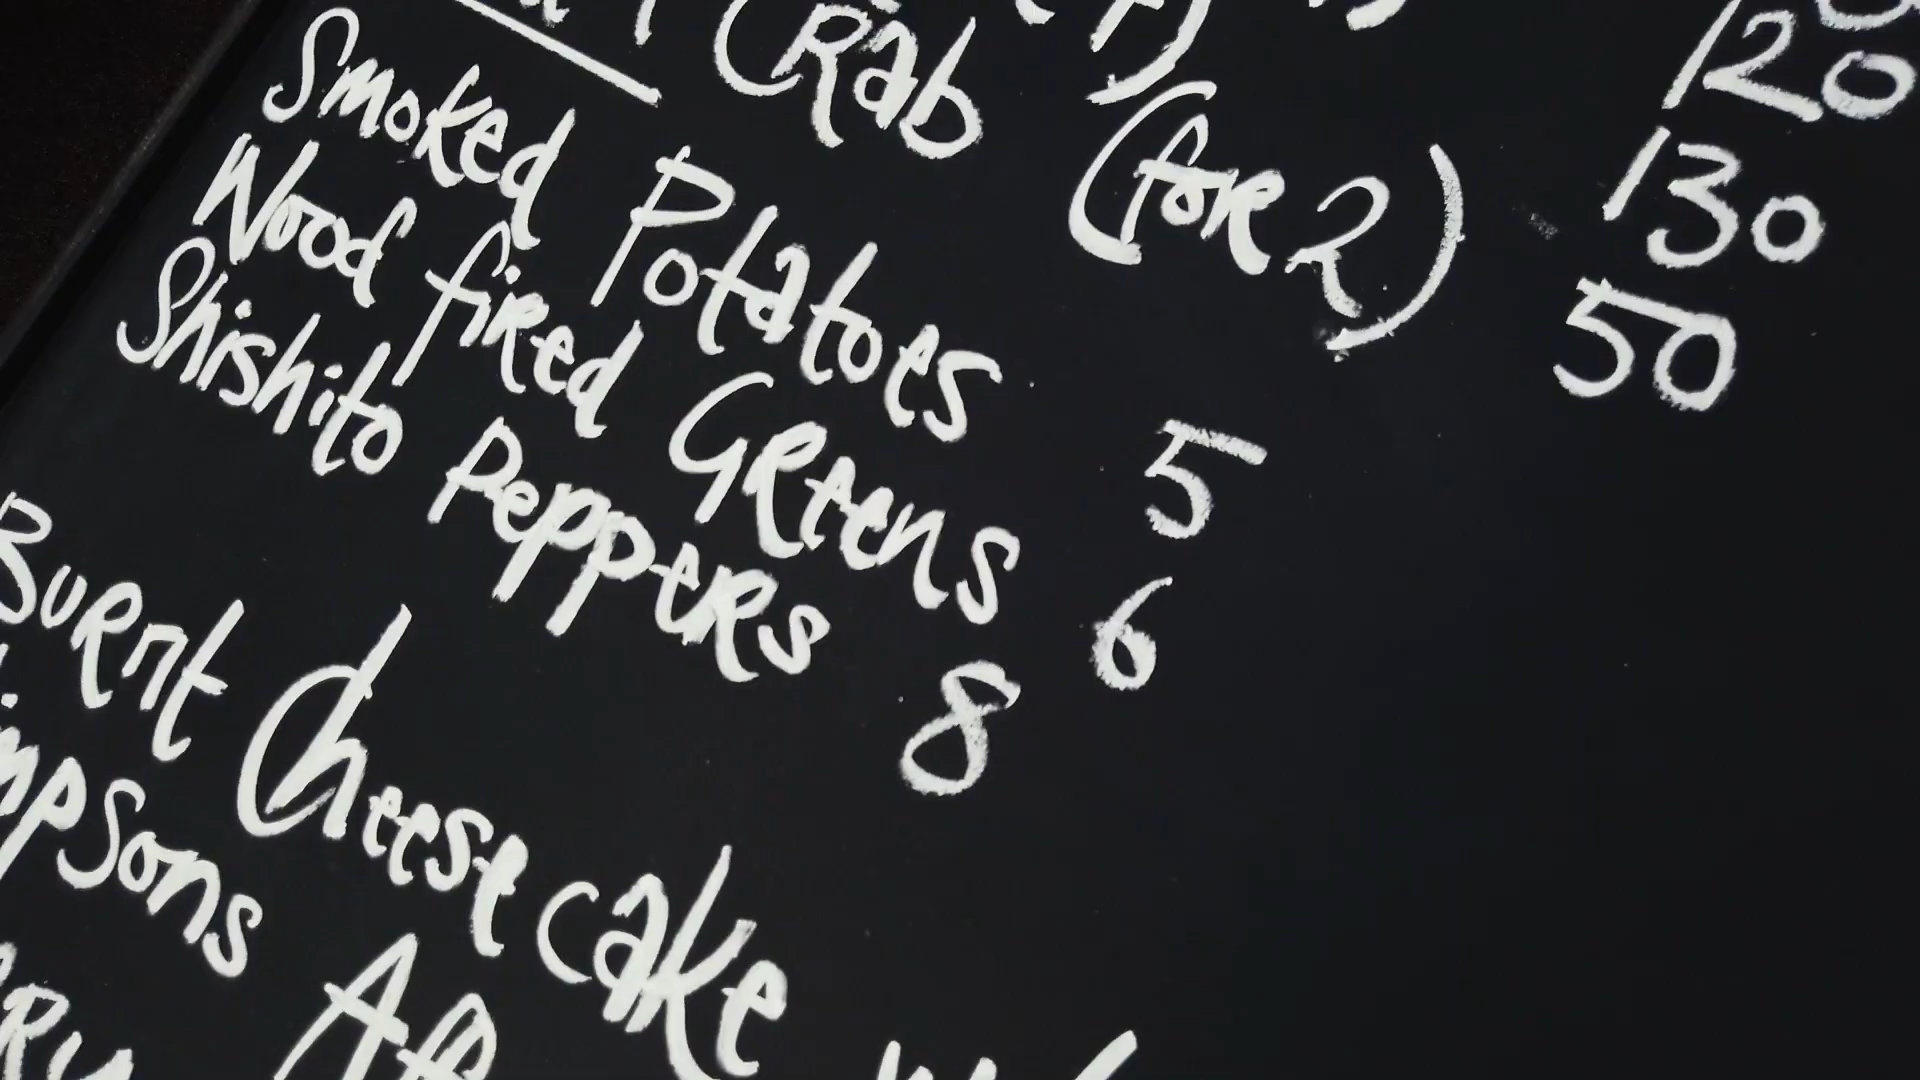 120
130
CRab (foR 2) 50
Smoked Potatoes 5
Wood fiRed GReens 6
Shishito PeppeRs 8
BuRnt Cheesecake